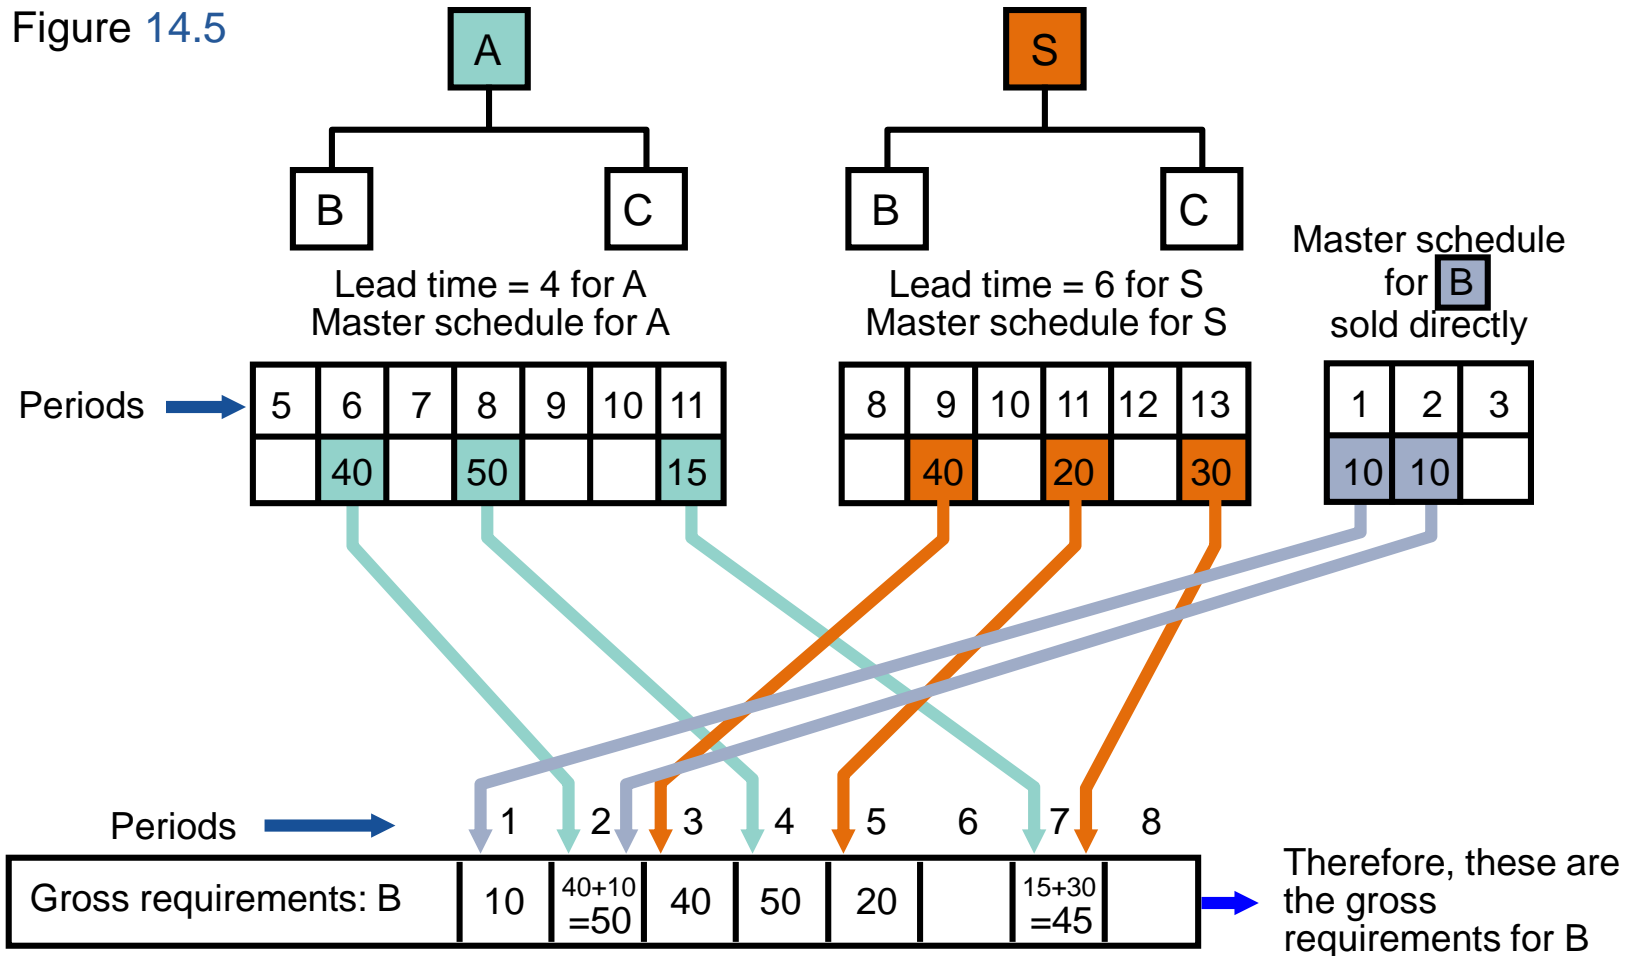 Figure 14.5
A
S
B
C
B
C
Lead time = 4 for A
Master schedule for A
Lead time = 6 for S
Master schedule for S
Master schedule
for B
sold directly
Periods
5 6 7 8 9 10 11
40 50 15
8 9 10 11 12 13
40 20 30
1 2 3
10 10
Periods
1 2 3 4 5 6 7 8
Gross requirements: B
10
40+10
=50
40
50
20
15+30
=45
Therefore, these are
the gross
requirements for B